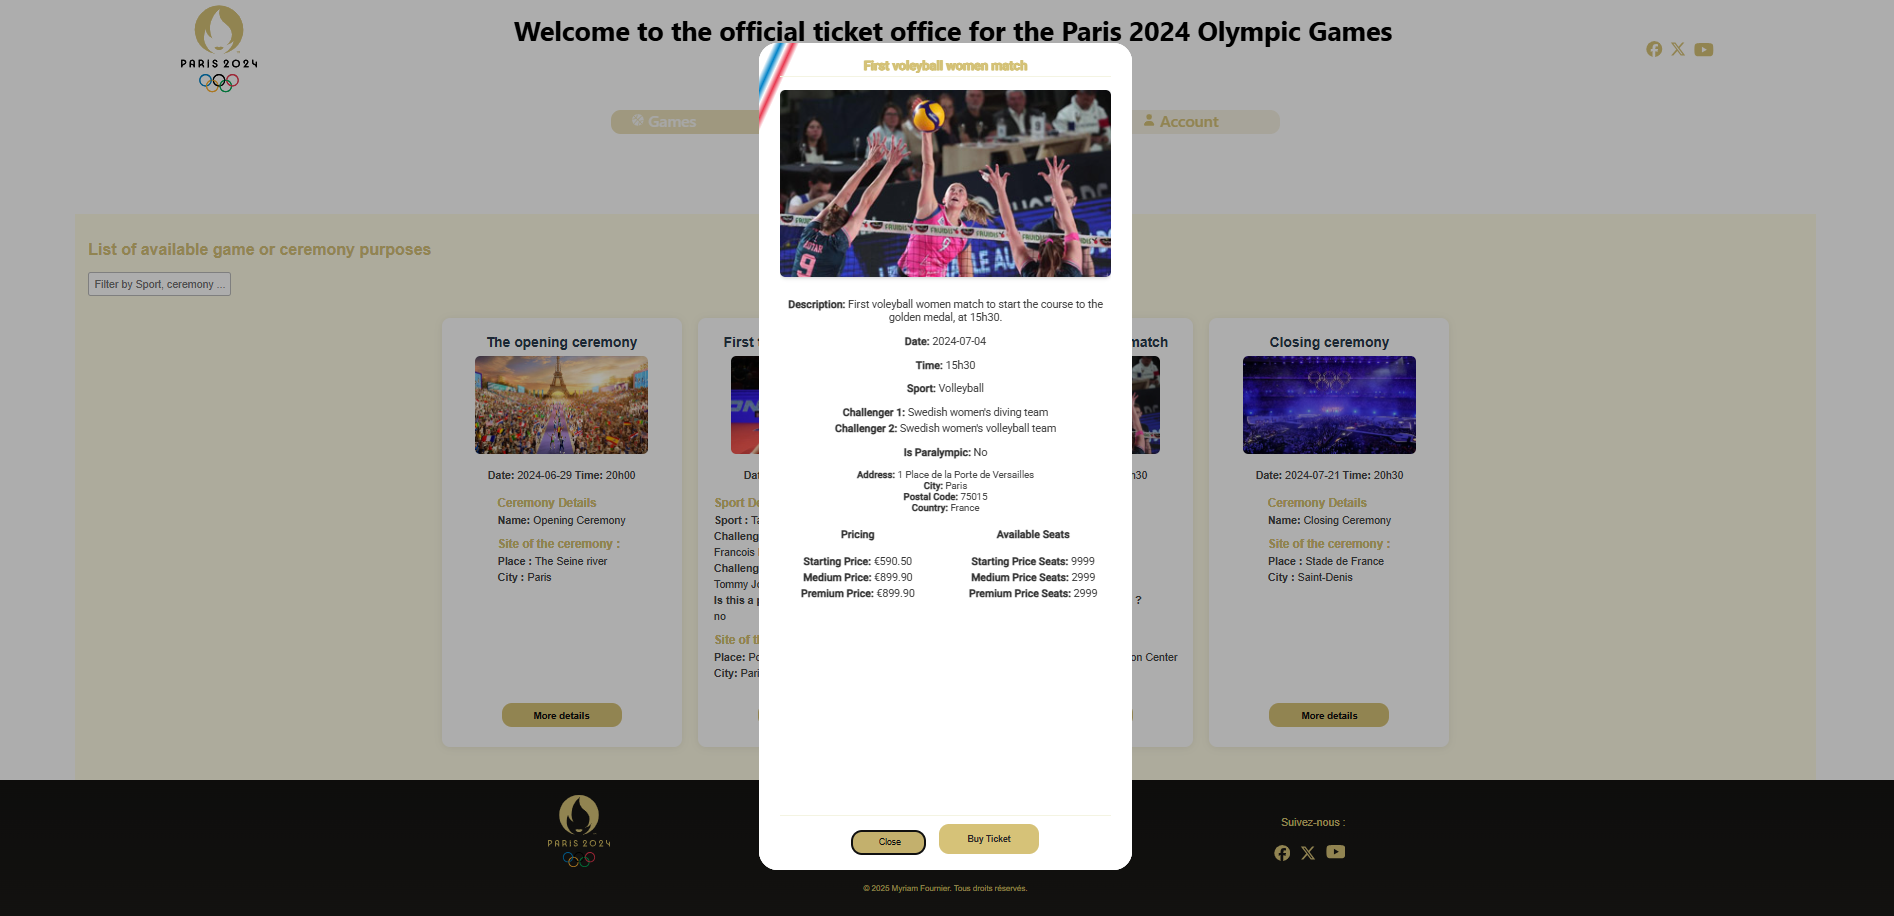 Welcome to the official ticket office for the Paris 2024 Olympic Games
PARIS 2024
Games
Account
First voleyball women match
9
FRUIDIS
9
FRUIDIS
FRUIDIS
Description: First voleyball women match to start the course to the
golden medal, at 15h30.
Date: 2024-07-04
Time: 15h30
Sport: Volleyball
Challenger 1: Swedish women's diving team
Challenger 2: Swedish women's volleyball team
Is Paralympic: No
Address: 1 Place de la Porte de Versailles
City: Paris
Postal Code: 75015
Country: France
Pricing
Starting Price: €590.50
Medium Price: €899.90
Premium Price: €899.90
Available Seats
Starting Price Seats: 9999
Medium Price Seats: 2999
Premium Price Seats: 2999
Close
Buy Ticket
List of available game or ceremony purposes
Filter by Sport, ceremony ...
The opening ceremony
Date: 2024-06-29 Time: 20h00
Ceremony Details
Name: Opening Ceremony
Site of the ceremony :
Place : The Seine river
City : Paris
More details
First
Sport
Sport :
Francois
Tommy
Is this a
no
Site of
Place:
City:
match
?
on Center
Closing ceremony
Date: 2024-07-21 Time: 20h30
Ceremony Details
Name: Closing Ceremony
Site of the ceremony :
Place : Stade de France
City : Saint-Denis
More details
PARIS 2024
Suivez-nous :
© 2025 Myriam Fournier. Tous droits réservés.